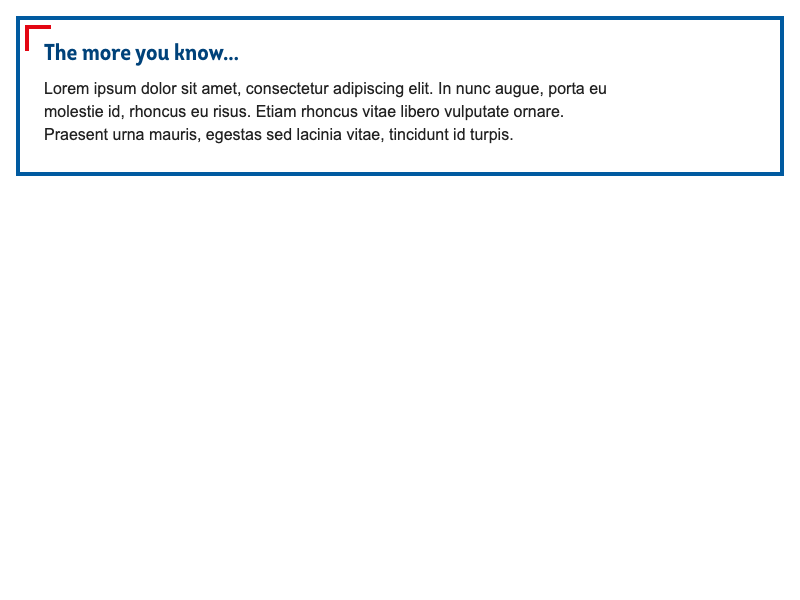 The more you know...
Lorem ipsum dolor sit amet, consectetur adipiscing elit. In nunc augue, porta eu
molestie id, rhoncus eu risus. Etiam rhoncus vitae libero vulputate ornare.
Praesent urna mauris, egestas sed lacinia vitae, tincidunt id turpis.